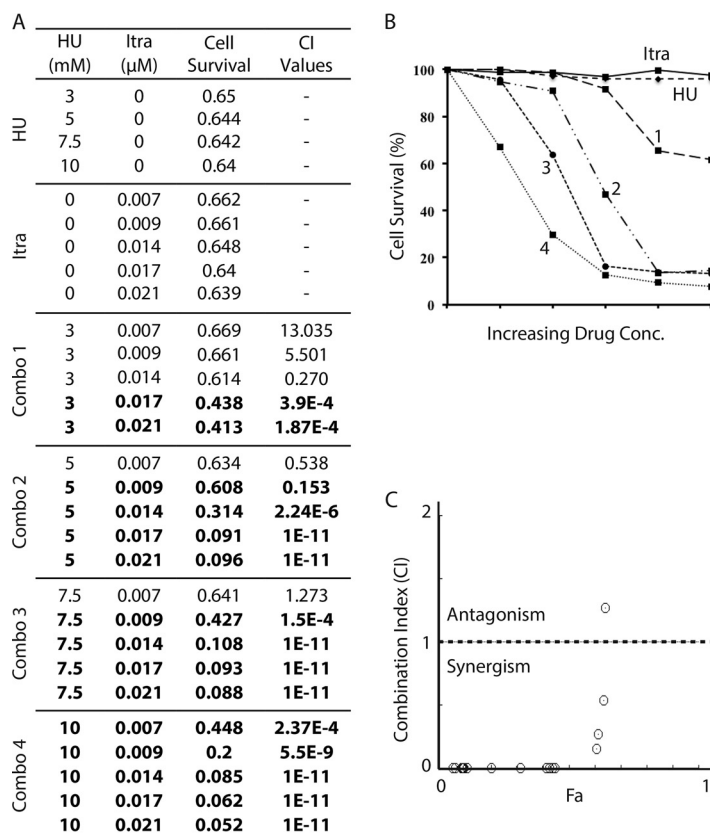 A
HU Itra Cell CI
(mM) (μM) Survival Values
HU
3 0 0.65 -
5 0 0.644 -
7.5 0 0.642 -
10 0 0.64 -
Itra
0 0.007 0.662 -
0 0.009 0.661 -
0 0.014 0.648 -
0 0.017 0.64 -
0 0.021 0.639 -
Combo 1
3 0.007 0.669 13.035
3 0.009 0.661 5.501
3 0.014 0.614 0.270
3 0.017 0.438 3.9E-4
3 0.021 0.413 1.87E-4
Combo 2
5 0.007 0.634 0.538
5 0.009 0.608 0.153
5 0.014 0.314 2.24E-6
5 0.017 0.091 1E-11
5 0.021 0.096 1E-11
Combo 3
7.5 0.007 0.641 1.273
7.5 0.009 0.427 1.5E-4
7.5 0.014 0.108 1E-11
7.5 0.017 0.093 1E-11
7.5 0.021 0.088 1E-11
Combo 4
10 0.007 0.448 2.37E-4
10 0.009 0.2 5.5E-9
10 0.014 0.085 1E-11
10 0.017 0.062 1E-11
10 0.021 0.052 1E-11
B
Itra
HU
1
2
3
4
100
80
60
40
20
0
Cell Survival (%)
Increasing Drug Conc.
C
2
1
0
Combination Index (CI)
Antagonism
Synergism
0 1
Fa